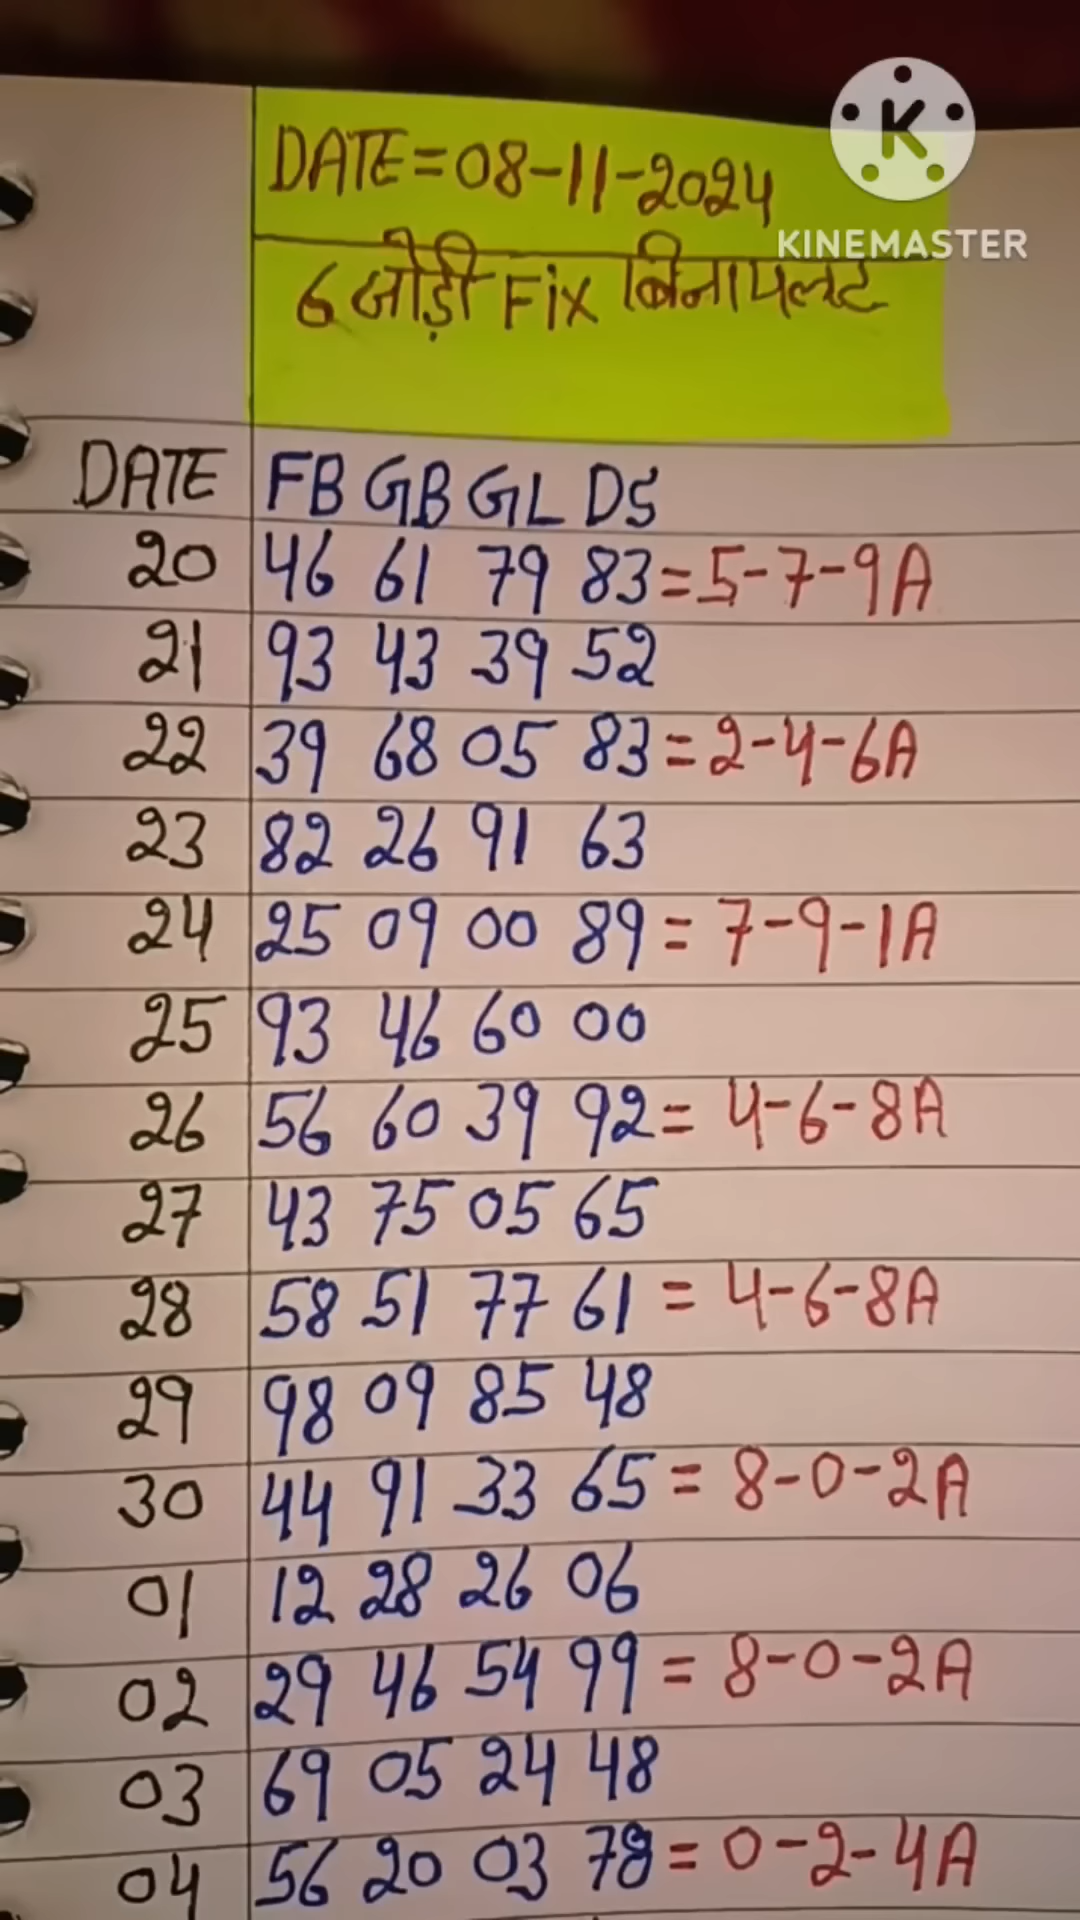 DATE=08-11-2024
KINEMASTER
6 जोड़ी Fix बिना पलट
DATE FB GB GL DS
20 46 61 79 83=5-7-9A
21 93 43 39 52
22 39 68 05 83=2-4-6A
23 82 26 91 63
24 25 09 00 89=7-9-1A
25 93 46 60 00
26 56 60 39 92=4-6-8A
27 43 75 05 65
28 58 51 77 61=4-6-8A
29 98 09 85 48
30 44 91 33 65=8-0-2A
01 12 28 26 06
02 29 46 54 99=8-0-2A
03 69 05 24 48
04 56 20 03 78=0-2-4A